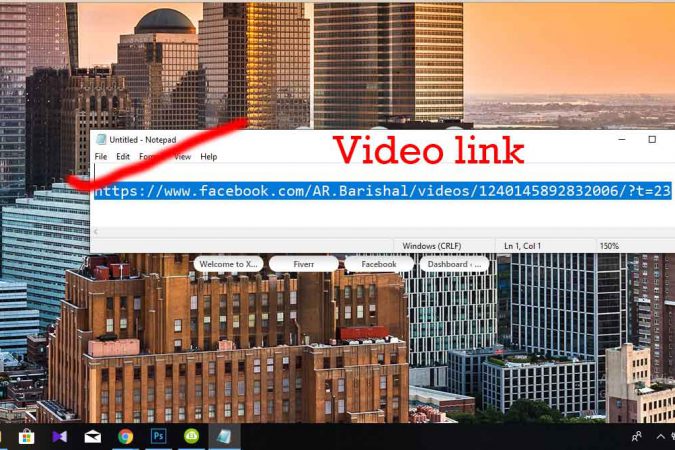 Untitled - Notepad
File Edit Format View Help
Video link
https://www.facebook.com/AR.Barishal/videos/1240145892832006/?t=23
Windows (CRLF) Ln 1, Col 1 150%
Welcome to X... Fiverr Facebook Dashboard ‹ ...
Ps